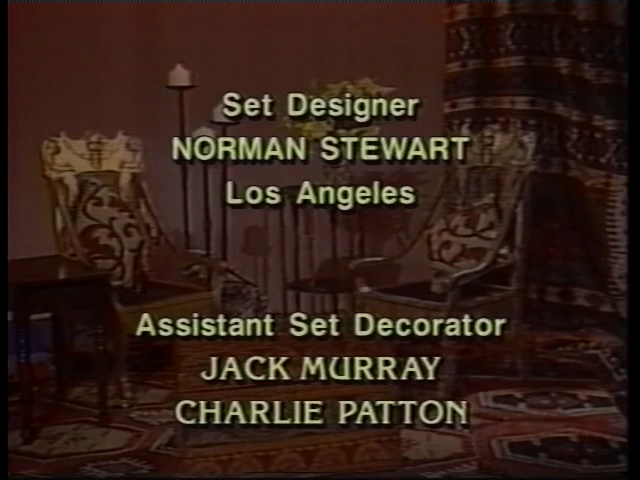 Set Designer
NORMAN STEWART
Los Angeles
Assistant Set Decorator
JACK MURRAY
CHARLIE PATTON